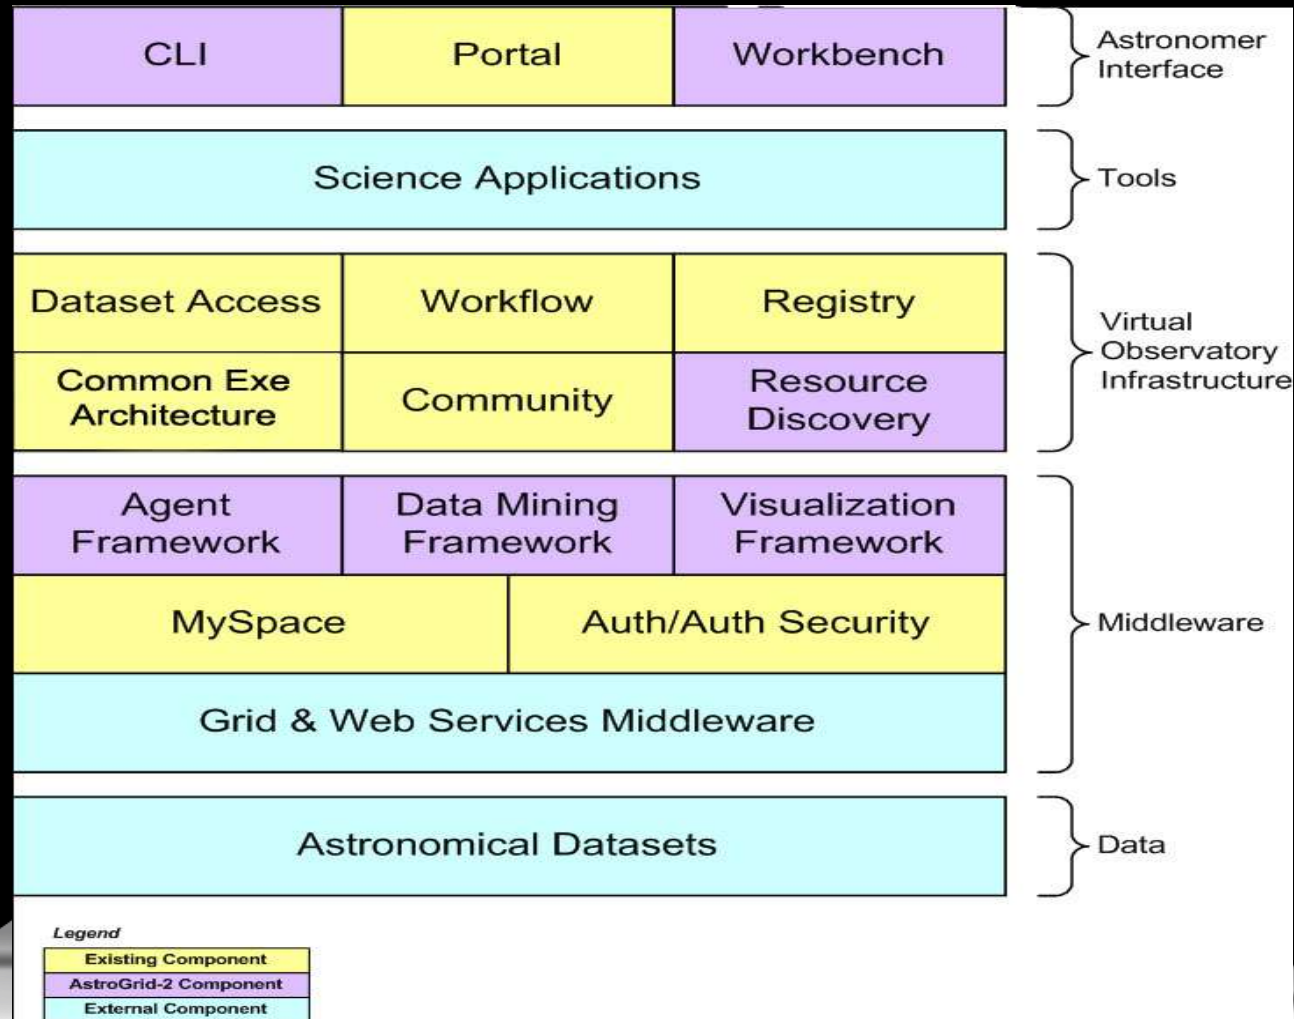 CLI
Portal
Workbench
Astronomer
Interface
Science Applications
Tools
Dataset Access
Workflow
Registry
Common Exe
Architecture
Community
Resource
Discovery
Virtual
Observatory
Infrastructure
Agent
Framework
Data Mining
Framework
Visualization
Framework
MySpace
Auth/Auth Security
Grid & Web Services Middleware
Middleware
Astronomical Datasets
Data
Legend
Existing Component
AstroGrid-2 Component
External Component